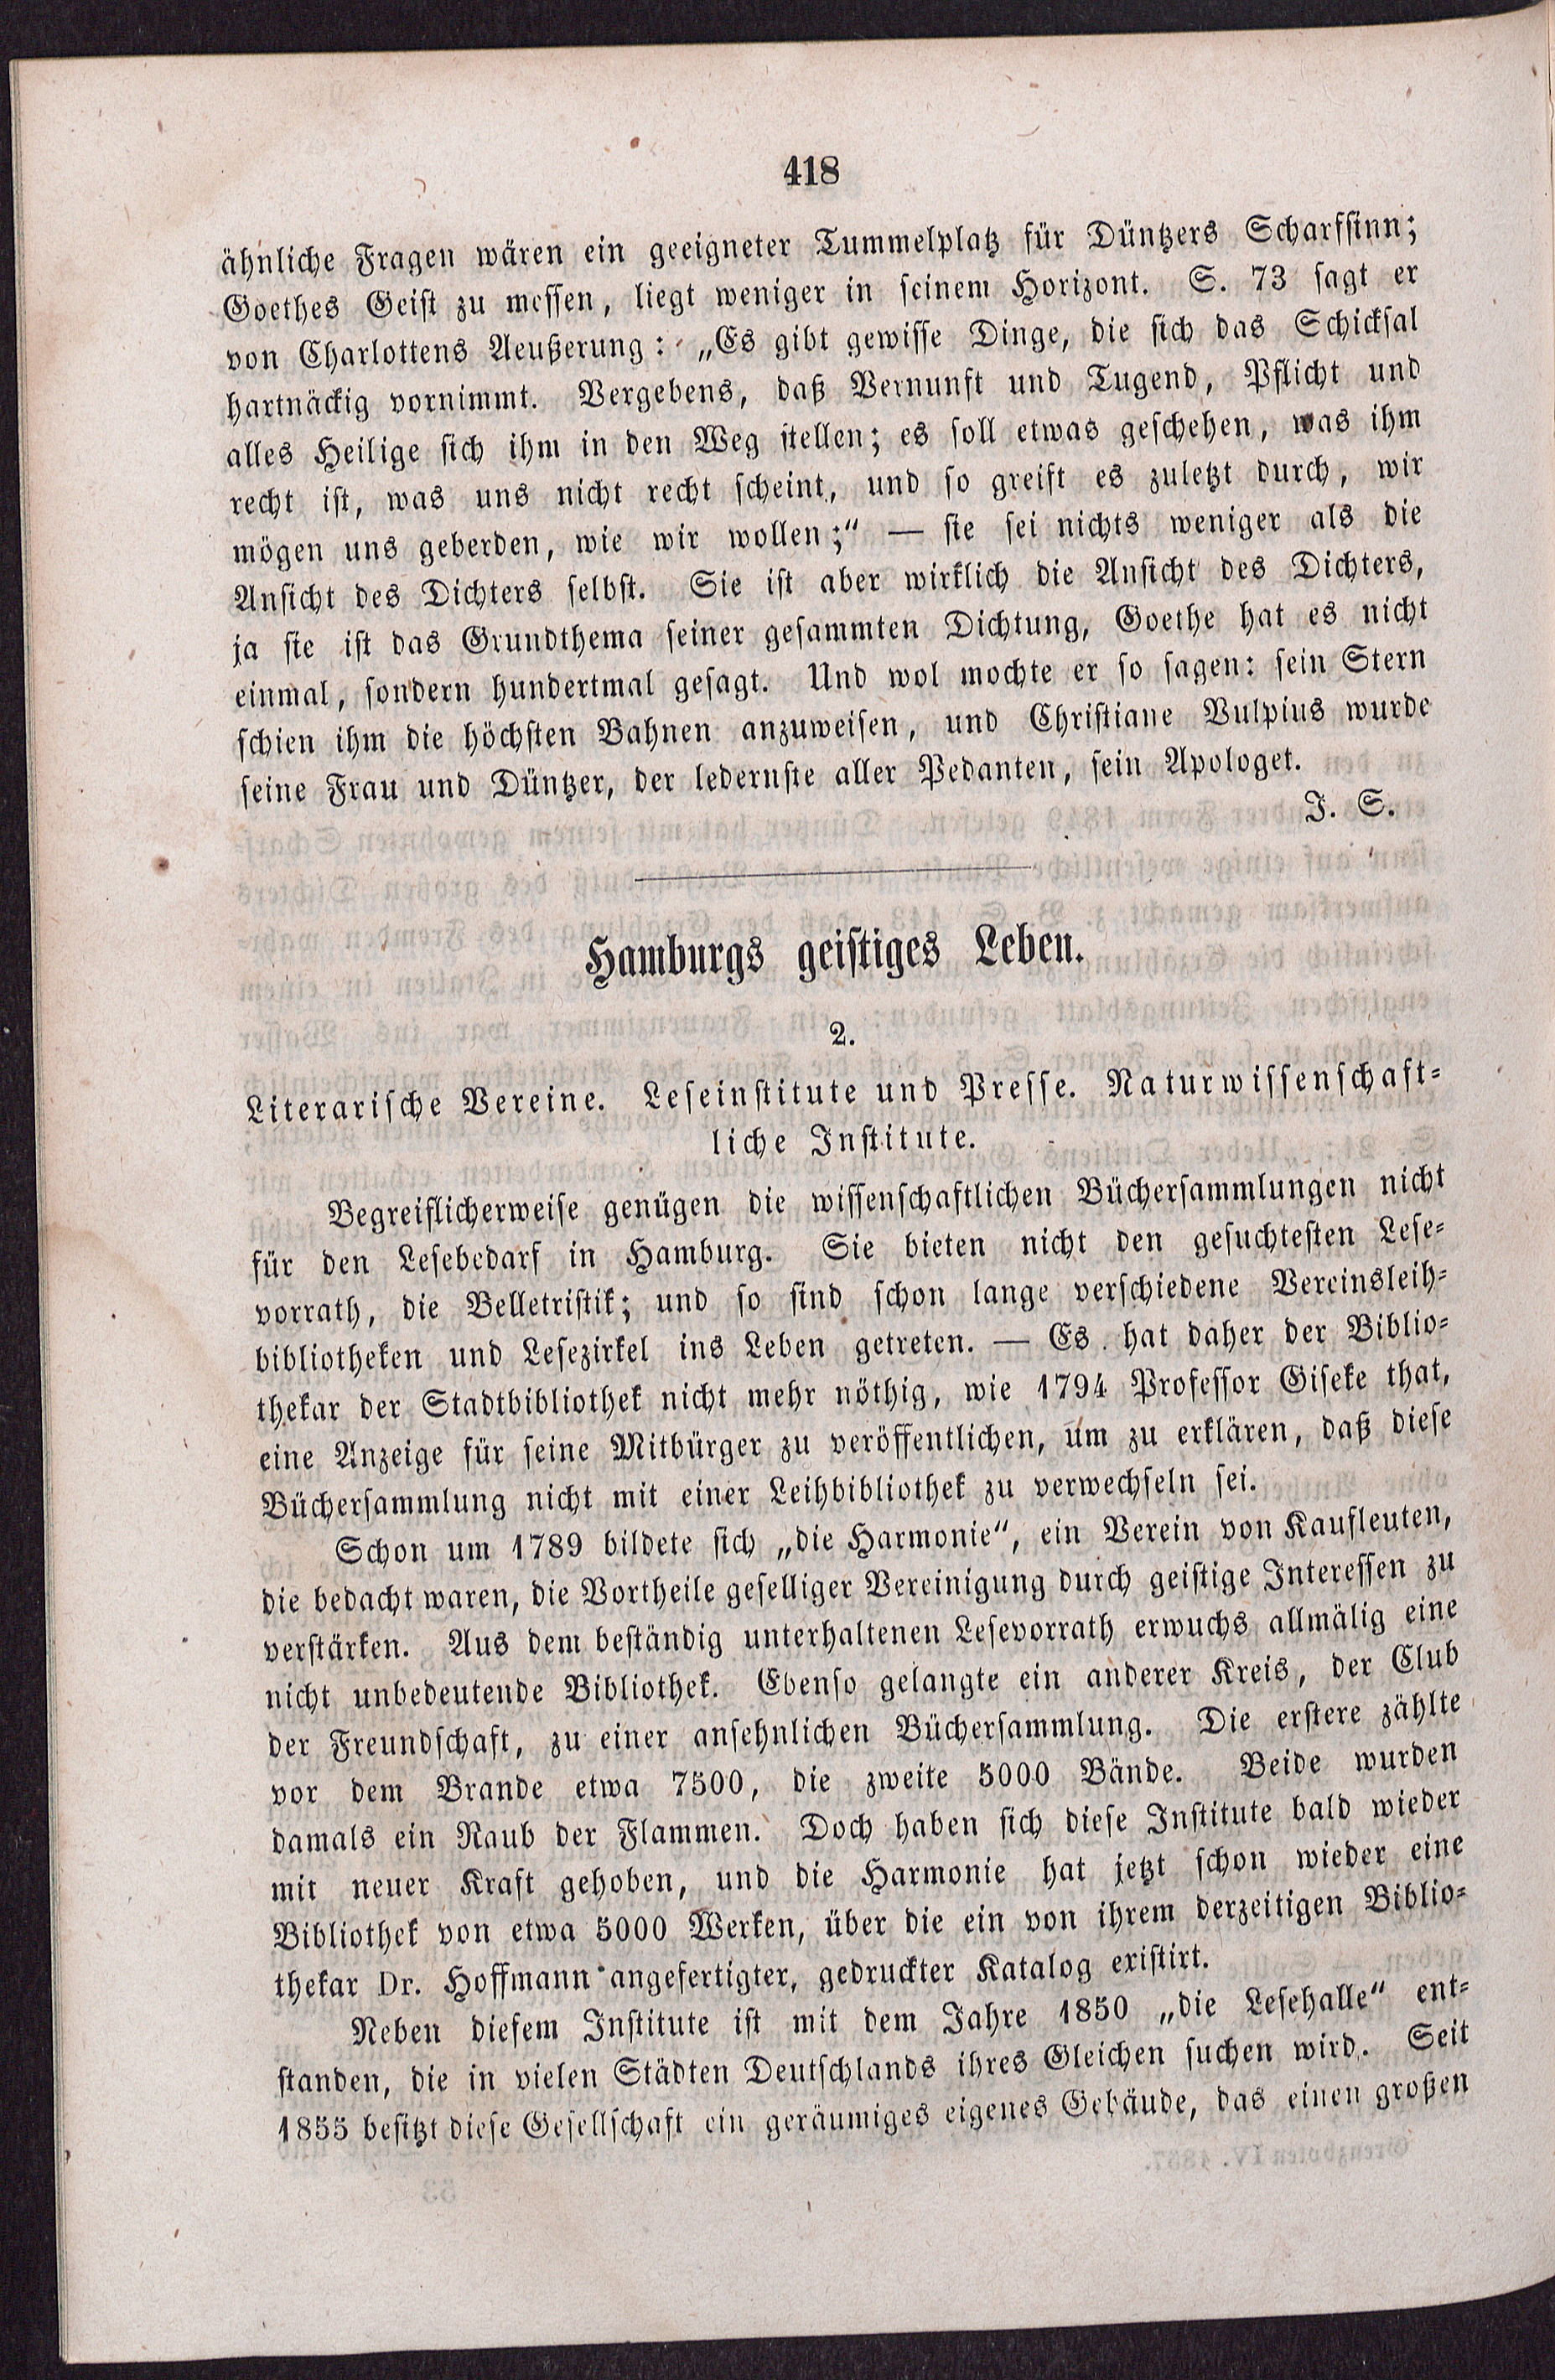 418
ähnliche Fragen wären ein geeigneter Tummelplatz für Düntzers Scharfsinn;
Goethes Geist zu messen, liegt weniger in seinem Horizont. S. 73 sagt er
von Charlottens Aeußerung: „Es gibt gewisse Dinge, die sich das Schicksal
hartnäckig vornimmt. Vergebens, daß Vernunft und Tugend, Pflicht und
alles Heilige sich ihm in den Weg stellen; es soll etwas geschehen, was ihm
recht ist, was uns nicht recht scheint, und so greift es zuletzt durch, wir
mögen uns geberden, wie wir wollen;“ — sie sei nichts weniger als die
Ansicht des Dichters selbst. Sie ist aber wirklich die Ansicht des Dichters,
ja sie ist das Grundthema seiner gesammten Dichtung, Goethe hat es nicht
einmal, sondern hundertmal gesagt. Und wol mochte er so sagen: sein Stern
schien ihm die höchsten Bahnen anzuweisen, und Christiane Vulpius wurde
seine Frau und Düntzer, der ledernste aller Pedanten, sein Apologet.
J. S.
Hamburgs geistiges Leben.
2.
Literarische Vereine. Leseinstitute und Presse. Naturwissenschaft-
liche Institute.
Begreiflicherweise genügen die wissenschaftlichen Büchersammlungen nicht
für den Lesebedarf in Hamburg. Sie bieten nicht den gesuchtesten Lese-
vorrath, die Belletristik; und so sind schon lange verschiedene Vereinsleih-
bibliotheken und Lesezirkel ins Leben getreten. — Es hat daher der Biblio-
thekar der Stadtbibliothek nicht mehr nöthig, wie 1794 Professor Giseke that,
eine Anzeige für seine Mitbürger zu veröffentlichen, um zu erklären, daß diese
Büchersammlung nicht mit einer Leihbibliothek zu verwechseln sei.
Schon um 1789 bildete sich „die Harmonie“, ein Verein von Kaufleuten,
die bedacht waren, die Vortheile geselliger Vereinigung durch geistige Interessen zu
verstärken. Aus dem beständig unterhaltenen Lesevorrath erwuchs allmälig eine
nicht unbedeutende Bibliothek. Ebenso gelangte ein anderer Kreis, der Club
der Freundschaft, zu einer ansehnlichen Büchersammlung. Die erstere zählte
vor dem Brande etwa 7500, die zweite 5000 Bände. Beide wurden
damals ein Raub der Flammen. Doch haben sich diese Institute bald wieder
mit neuer Kraft gehoben, und die Harmonie hat jetzt schon wieder eine
Bibliothek von etwa 5000 Werken, über die ein von ihrem derzeitigen Biblio-
thekar Dr. Hoffmann angefertigter, gedruckter Katalog existirt.
Neben diesem Institute ist mit dem Jahre 1850 „die Lesehalle“ ent-
standen, die in vielen Städten Deutschlands ihres Gleichen suchen wird. Seit
1855 besitzt diese Gesellschaft ein geräumiges eigenes Gebäude, das einen großen